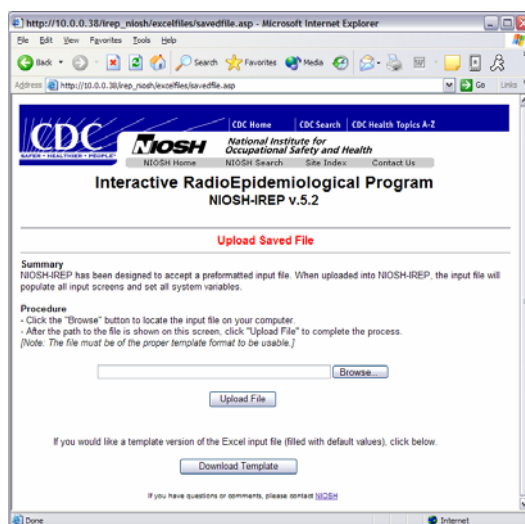 http://10.0.0.38/irep_niosh/excelfiles/savedfile.asp - Microsoft Internet Explorer
File Edit View Favorites Tools Help
Back Search Favorites Media
Address http://10.0.0.38/irep_niosh/excelfiles/savedfile.asp Go Links
CDC Home CDC Search CDC Health Topics A-Z
CDC
SAFER • HEALTHIER • PEOPLE™
NIOSH National Institute for
Occupational Safety and Health
NIOSH Home NIOSH Search Site Index Contact Us
Interactive RadioEpidemiological Program
NIOSH-IREP v.5.2
Upload Saved File
Summary
NIOSH-IREP has been designed to accept a preformatted input file. When uploaded into NIOSH-IREP, the input file will
populate all input screens and set all system variables.
Procedure
- Click the "Browse" button to locate the input file on your computer.
- After the path to the file is shown on this screen, click "Upload File" to complete the process.
[Note: The file must be of the proper template format to be usable.]
Browse...
Upload File
If you would like a template version of the Excel input file (filled with default values), click below.
Download Template
If you have questions or comments, please contact NIOSH
Done Internet